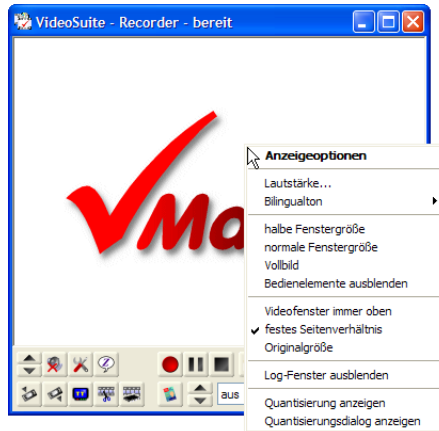 VideoSuite - Recorder - bereit
Ma
Anzeigeoptionen
Lautstärke...
Bilingualton
halbe Fenstergröße
normale Fenstergröße
Vollbild
Bedienelemente ausblenden
Videofenster immer oben
festes Seitenverhältnis
Originalgröße
Log-Fenster ausblenden
Quantisierung anzeigen
Quantisierungsdialog anzeigen
aus